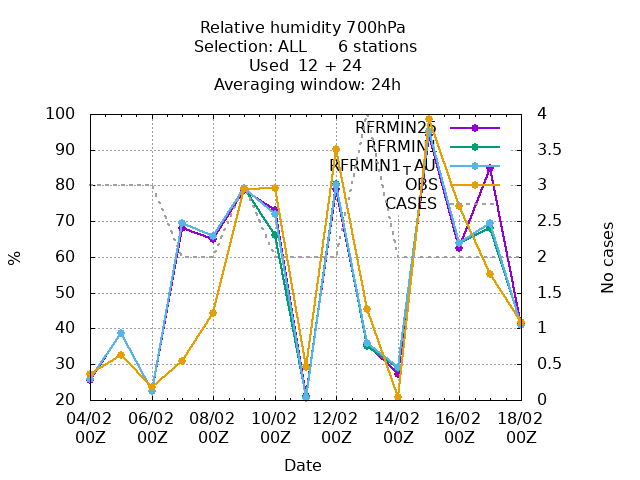 Relative humidity 700hPa
Selection: ALL 6 stations
Used 12 + 24
Averaging window: 24h
100
90
80
70
60
50
40
30
20
%
4
3.5
3
2.5
2
1.5
1
0.5
0
No cases
RFRMIN25
RFRMIN1
RFRMIN1_AU
OBS
CASES
04/02 06/02 08/02 10/02 12/02 14/02 16/02 18/02
00Z 00Z 00Z 00Z 00Z 00Z 00Z 00Z
Date